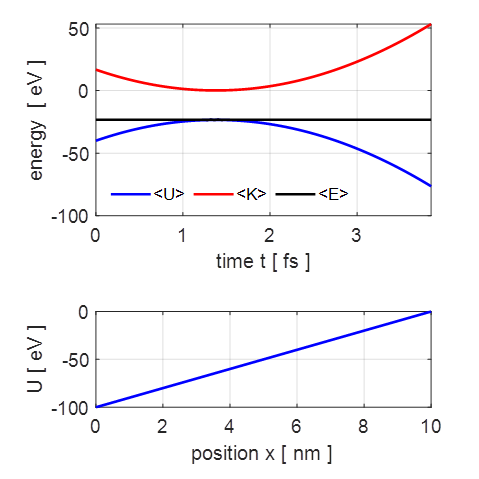 50
0
-50
-100
energy [ eV ]
<U> <K> <E>
0 1 2 3
time t [ fs ]
0
-50
-100
U [ eV ]
0 2 4 6 8 10
position x [ nm ]